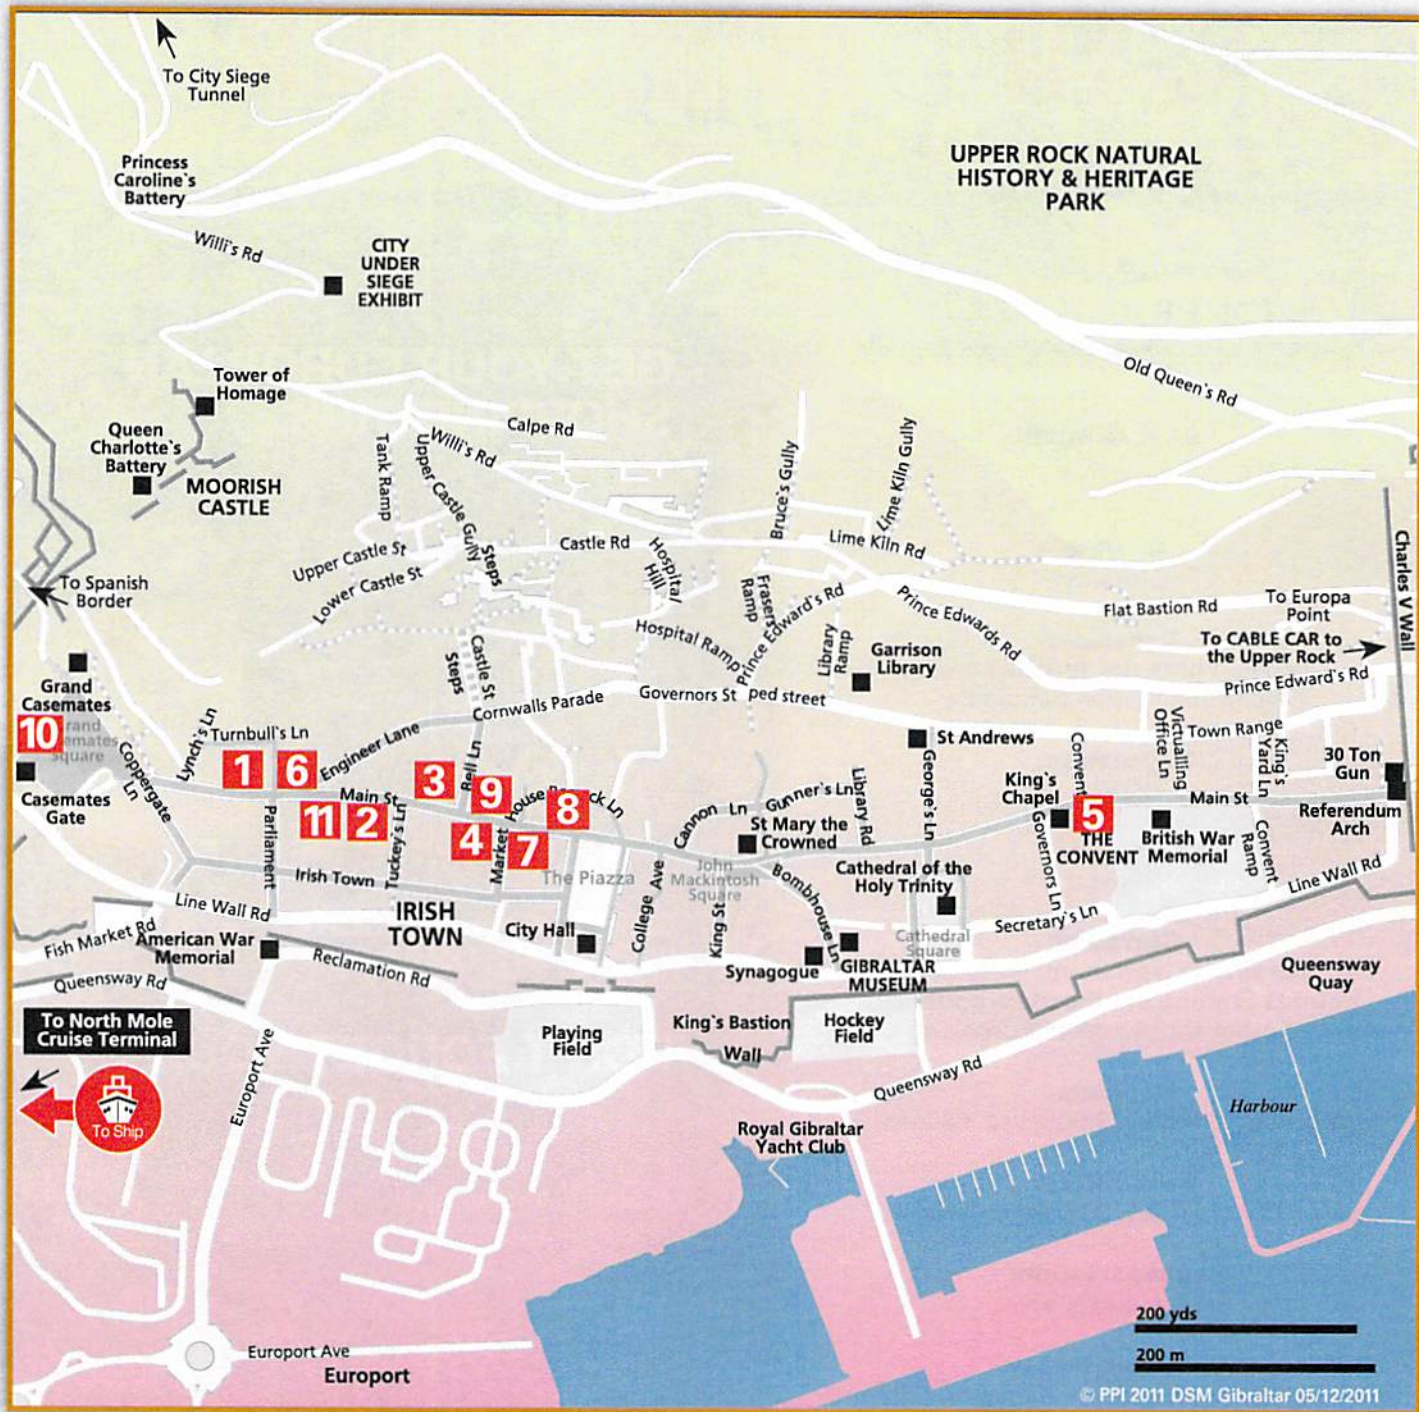 To City Siege
Tunnel
Princess
Caroline`s
Battery
UPPER ROCK NATURAL
HISTORY & HERITAGE
PARK
Willi`s Rd
CITY
UNDER
SIEGE
EXHIBIT
Old Queen`s Rd
Tower of
Homage
Queen
Charlotte`s
Battery
MOORISH
CASTLE
Calpe Rd
Willi`s Rd
Tank Ramp
Upper Castle Gully
Steps
Bruce's Gully
Lime Kiln Gully
Upper Castle St
Lower Castle St
Castle Rd
Hospital
Hill
Lime Kiln Rd
Charles V Wall
To Spanish
Border
Frasers
Ramp
Prince Edward`s Rd
Prince Edwards Rd
Flat Bastion Rd
To Europa
Point
To CABLE CAR to
the Upper Rock
Prince Edward`s Rd
Hospital Ramp
Library
Ramp
Garrison
Library
Castle St
Steps
Grand
Casemates
10
Square
Casemates
Gate
Coppergate
Ln
Lynch's Ln
Turnbull`s Ln
Engineer Lane
Cornwalls Parade
Governors St
ped street
St Andrews
Town Range
Victualling
Office Ln
King`s
Yard Ln
30 Ton
Gun
Referendum
Arch
1
6
3
9
8
11
2
4
7
5
Main St
Bell Ln
Tuckey`s Ln
Market
House
Ln
Parliament
Irish Town
Cannon Ln
Gunner`s Ln
Library Rd
George's Ln
Convent
King`s
Chapel
THE
CONVENT
Governors Ln
British War
Memorial
Main St
Convent
Ramp
Line Wall Rd
St Mary the
Crowned
John
Mackintosh
Square
Bombhouse Ln
Cathedral of the
Holy Trinity
Cathedral
Square
Secretary`s Ln
The Piazza
College Ave
King St
City Hall
Synagogue
GIBRALTAR
MUSEUM
IRISH
TOWN
Line Wall Rd
Fish Market Rd
American War
Memorial
Reclamation Rd
Queensway Rd
To North Mole
Cruise Terminal
To Ship
Europort Ave
Playing
Field
King`s Bastion
Wall
Hockey
Field
Queensway Rd
Queensway
Quay
Harbour
Royal Gibraltar
Yacht Club
Europort Ave
Europort
200 yds
200 m
© PPI 2011 DSM Gibraltar 05/12/2011